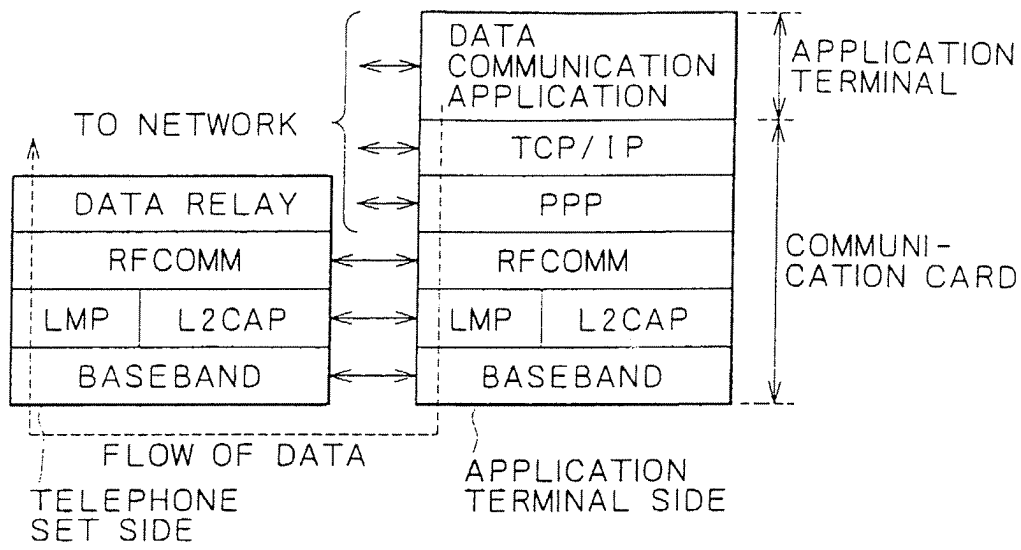 DATA
COMMUNICATION
APPLICATION
APPLICATION
TERMINAL
TO NETWORK
TCP/IP
DATA RELAY
PPP
RFCOMM
RFCOMM
COMMUNI-
CATION CARD
LMP
L2CAP
LMP
L2CAP
BASEBAND
BASEBAND
FLOW OF DATA
TELEPHONE
SET SIDE
APPLICATION
TERMINAL SIDE